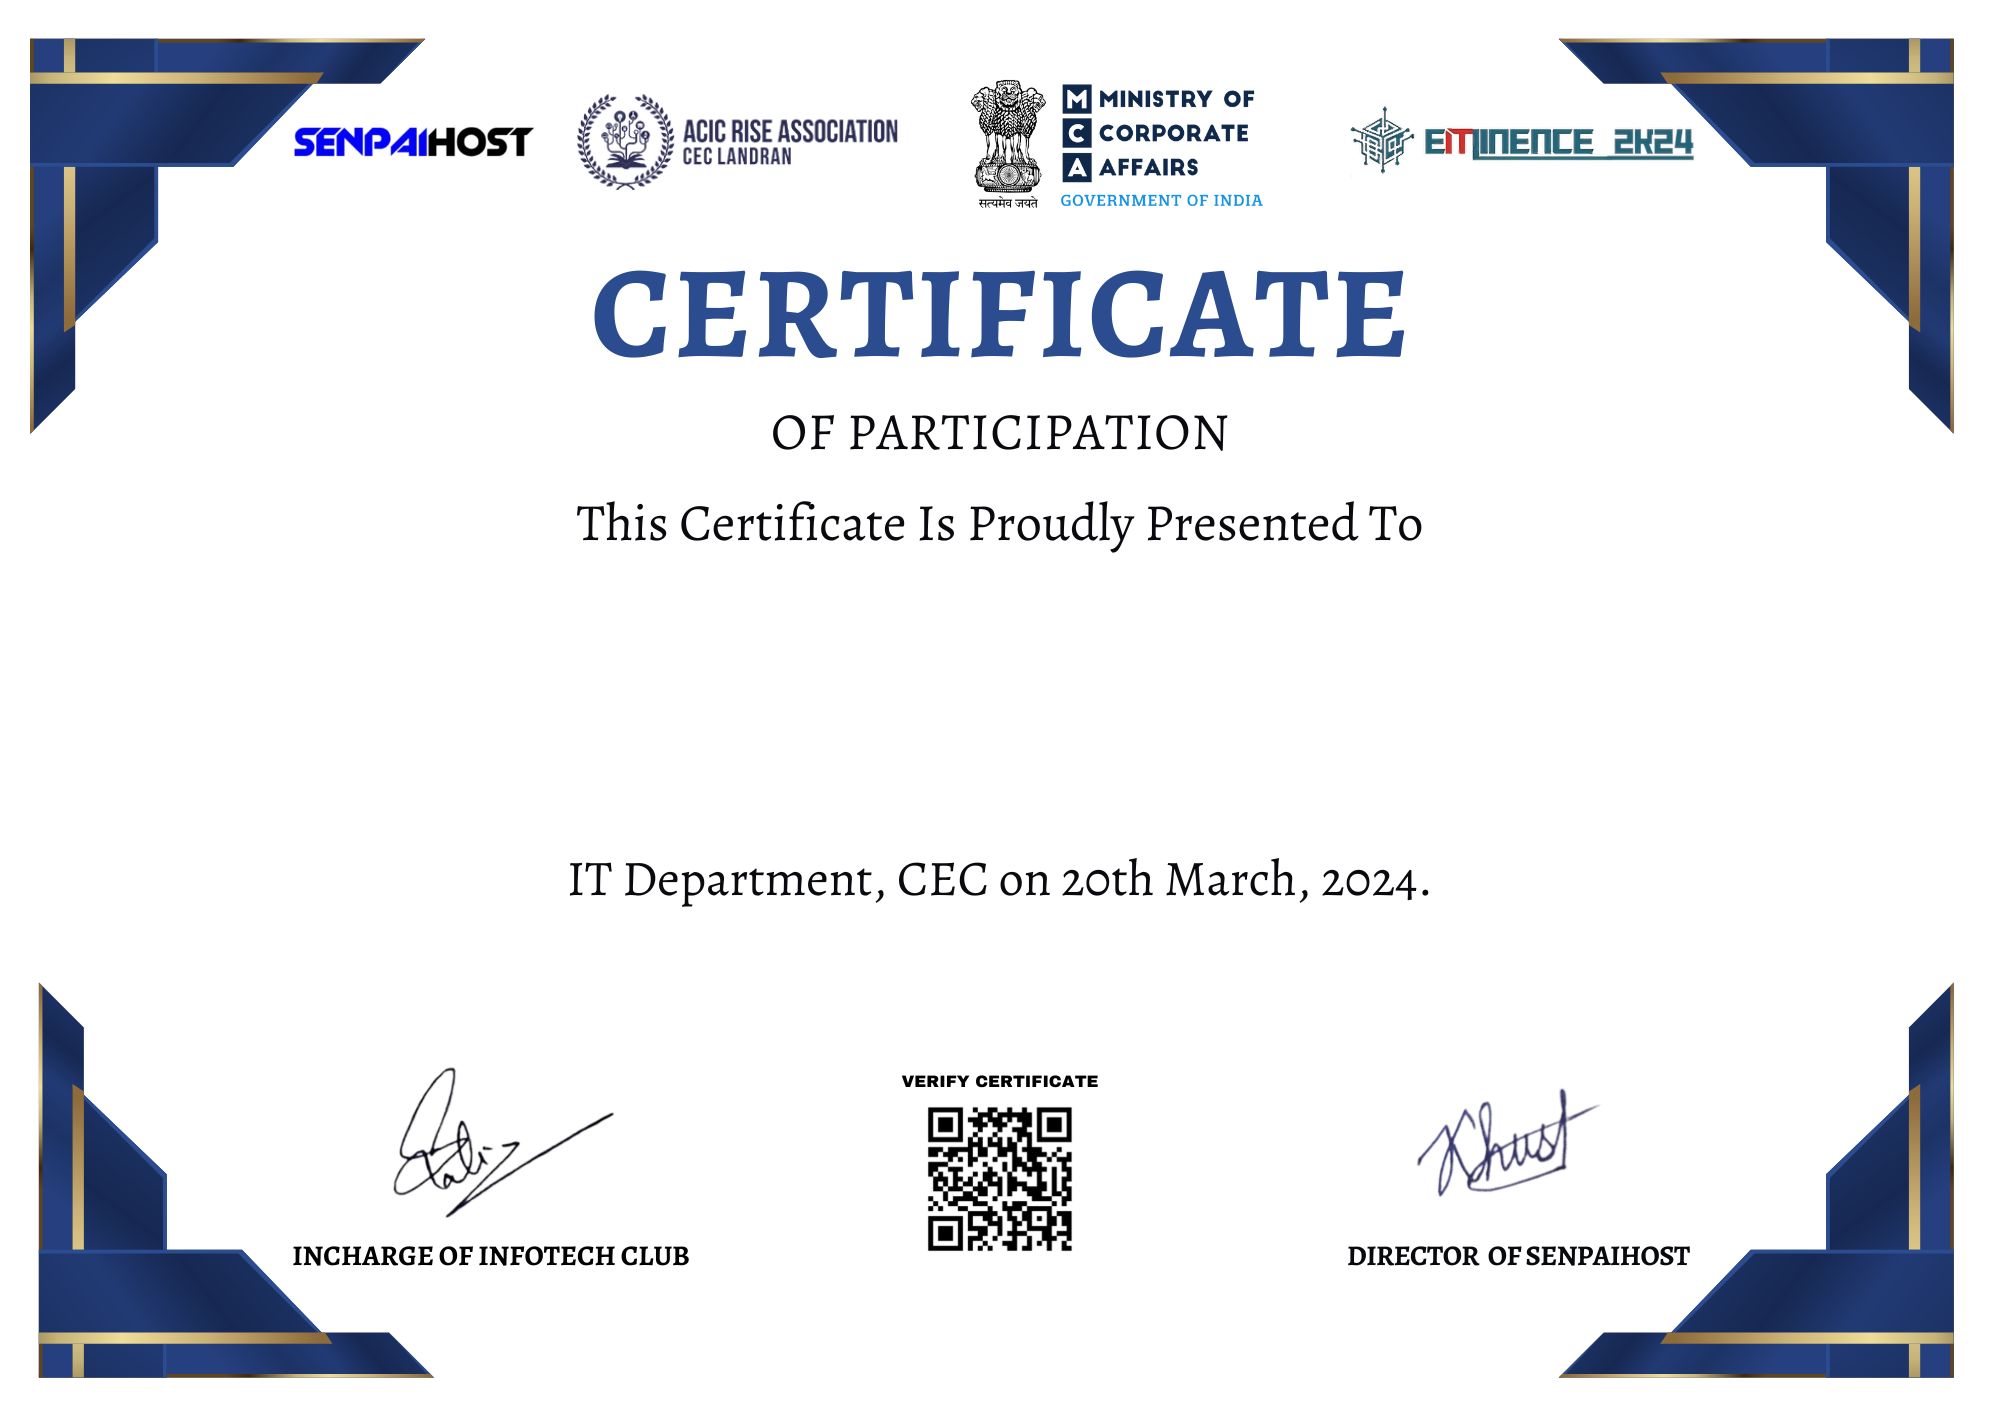 SENPAIHOST
ACIC RISE ASSOCIATION
CEC LANDRAN
सत्यमेव जयते
M MINISTRY OF
C CORPORATE
A AFFAIRS
GOVERNMENT OF INDIA
EITINENCE 2K24
CERTIFICATE
OF PARTICIPATION
This Certificate Is Proudly Presented To
IT Department, CEC on 20th March, 2024.
VERIFY CERTIFICATE
INCHARGE OF INFOTECH CLUB
DIRECTOR OF SENPAIHOST